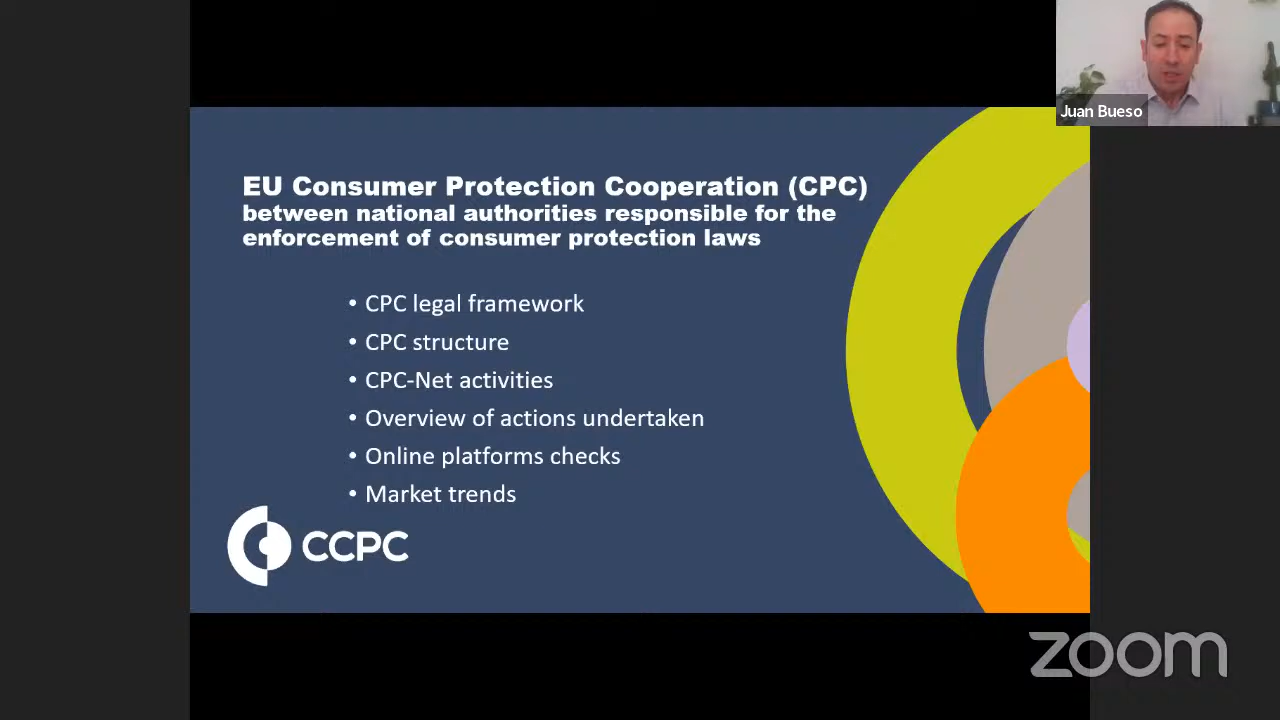 Juan Bueso
EU Consumer Protection Cooperation (CPC)
between national authorities responsible for the
enforcement of consumer protection laws
• CPC legal framework
• CPC structure
• CPC-Net activities
• Overview of actions undertaken
• Online platforms checks
• Market trends
CCPC
zoom